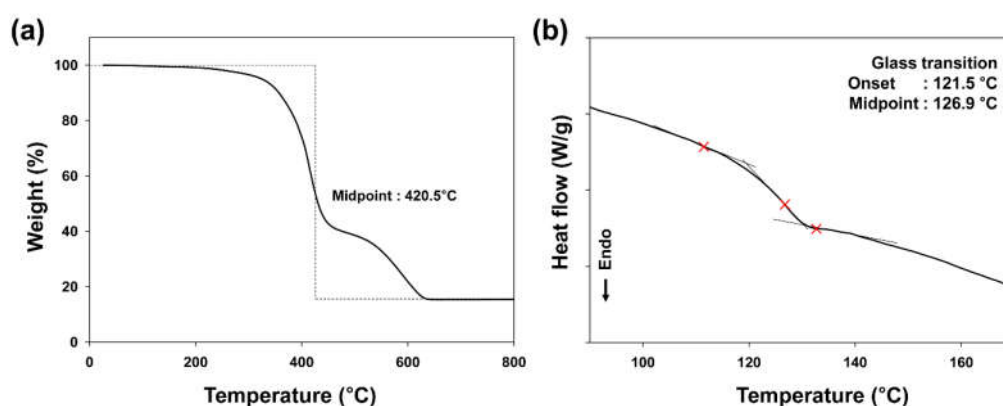 (a)
100
80
60
40
20
0
Weight (%)
Midpoint : 420.5°C
0 200 400 600 800
Temperature (°C)
(b)
Glass transition
Onset : 121.5 °C
Midpoint : 126.9 °C
Heat flow (W/g)
Endo
100 120 140 160
Temperature (°C)